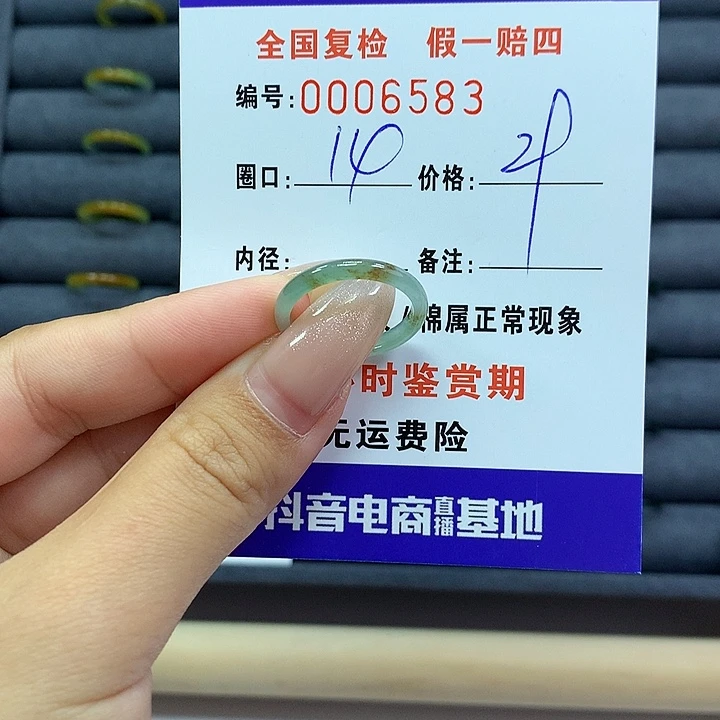 全国复检 假一赔四
编号:0006583
圈口: 14 价格:
内径: 备注:
棉属正常现象
时鉴赏期
无运费险
抖音电商直播基地